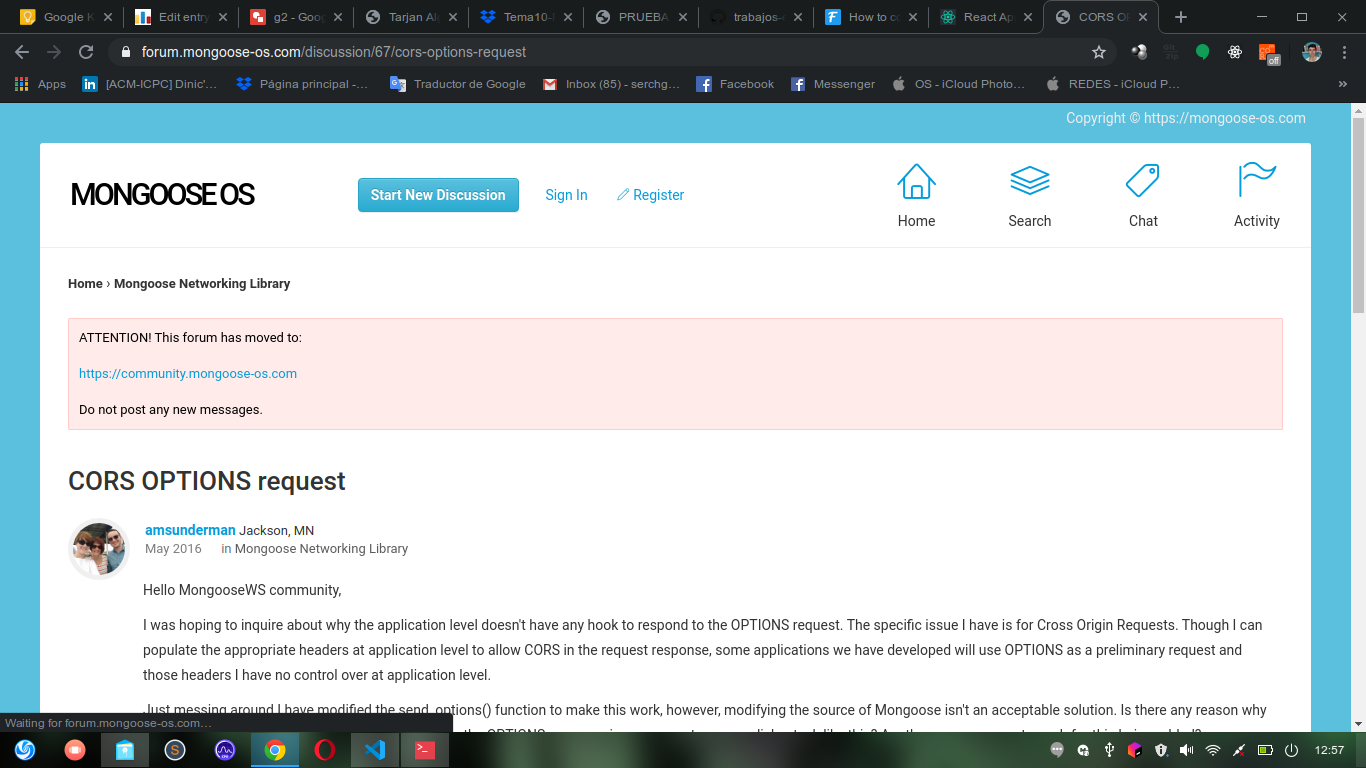 Google K
Edit entry
g2 - Goog
Tarjan Al
Tema10-
PRUEBA
trabajos-
How to co
React Ap
CORS O
forum.mongoose-os.com/discussion/67/cors-options-request
off
Apps
[ACM-ICPC] Dinic'…
Página principal -…
Traductor de Google
Inbox (85) - serchg…
Facebook
Messenger
OS - iCloud Photo…
REDES - iCloud P…
Copyright © https://mongoose-os.com
MONGOOSE OS
Start New Discussion
Sign In
Register
Home
Search
Chat
Activity
Home › Mongoose Networking Library
ATTENTION! This forum has moved to:
https://community.mongoose-os.com
Do not post any new messages.
CORS OPTIONS request
amsunderman Jackson, MN
May 2016 in Mongoose Networking Library
Hello MongooseWS community,
I was hoping to inquire about why the application level doesn't have any hook to respond to the OPTIONS request. The specific issue I have is for Cross Origin Requests. Though I can
populate the appropriate headers at application level to allow CORS in the request response, some applications we have developed will use OPTIONS as a preliminary request and
those headers I have no control over at application level.
Just messing around I have modified the send_options() function to make this work, however, modifying the source of Mongoose isn't an acceptable solution. Is there any reason why
Waiting for forum.mongoose-os.com…
12:57